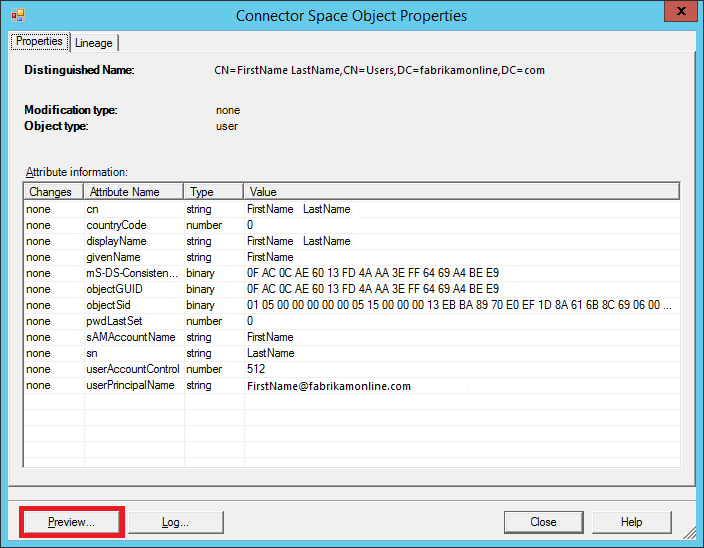 Connector Space Object Properties
x
Properties Lineage
Distinguished Name: CN=FirstName LastName,CN=Users,DC=fabrikamonline,DC=com
Modification type: none
Object type: user
Attribute information:
Changes Attribute Name Type Value
none cn string FirstName LastName
none countryCode number 0
none displayName string FirstName LastName
none givenName string FirstName
none mS-DS-Consisten... binary 0F AC 0C AE 60 13 FD 4A AA 3E FF 64 69 A4 BE E9
none objectGUID binary 0F AC 0C AE 60 13 FD 4A AA 3E FF 64 69 A4 BE E9
none objectSid binary 01 05 00 00 00 00 00 05 15 00 00 00 13 EB BA 89 70 E0 EF 1D 8A 61 6B 8C 69 06 00 ...
none pwdLastSet number 0
none sAMAccountName string FirstName
none sn string LastName
none userAccountControl number 512
none userPrincipalName string FirstName@fabrikamonline.com
Preview... Log... Close Help